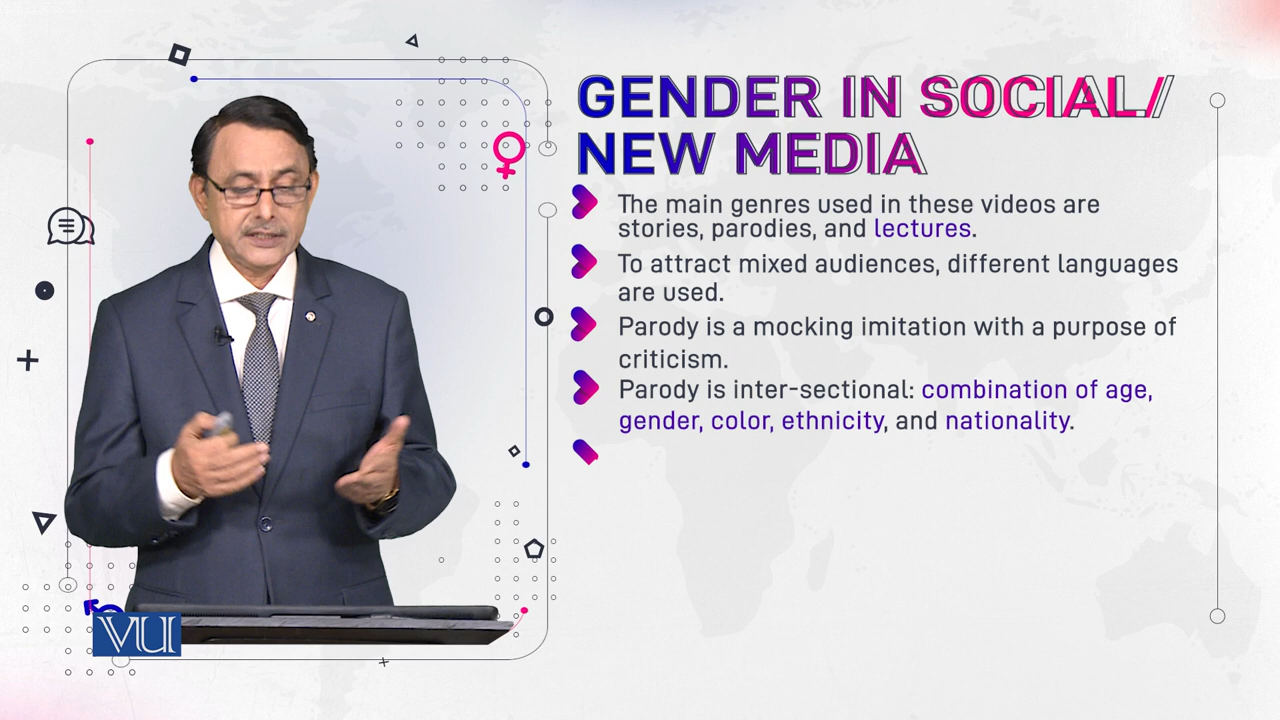 GENDER IN SOCIAL/
NEW MEDIA
The main genres used in these videos are
stories, parodies, and lectures.
To attract mixed audiences, different languages
are used.
Parody is a mocking imitation with a purpose of
criticism.
Parody is inter-sectional: combination of age,
gender, color, ethnicity, and nationality.
VU